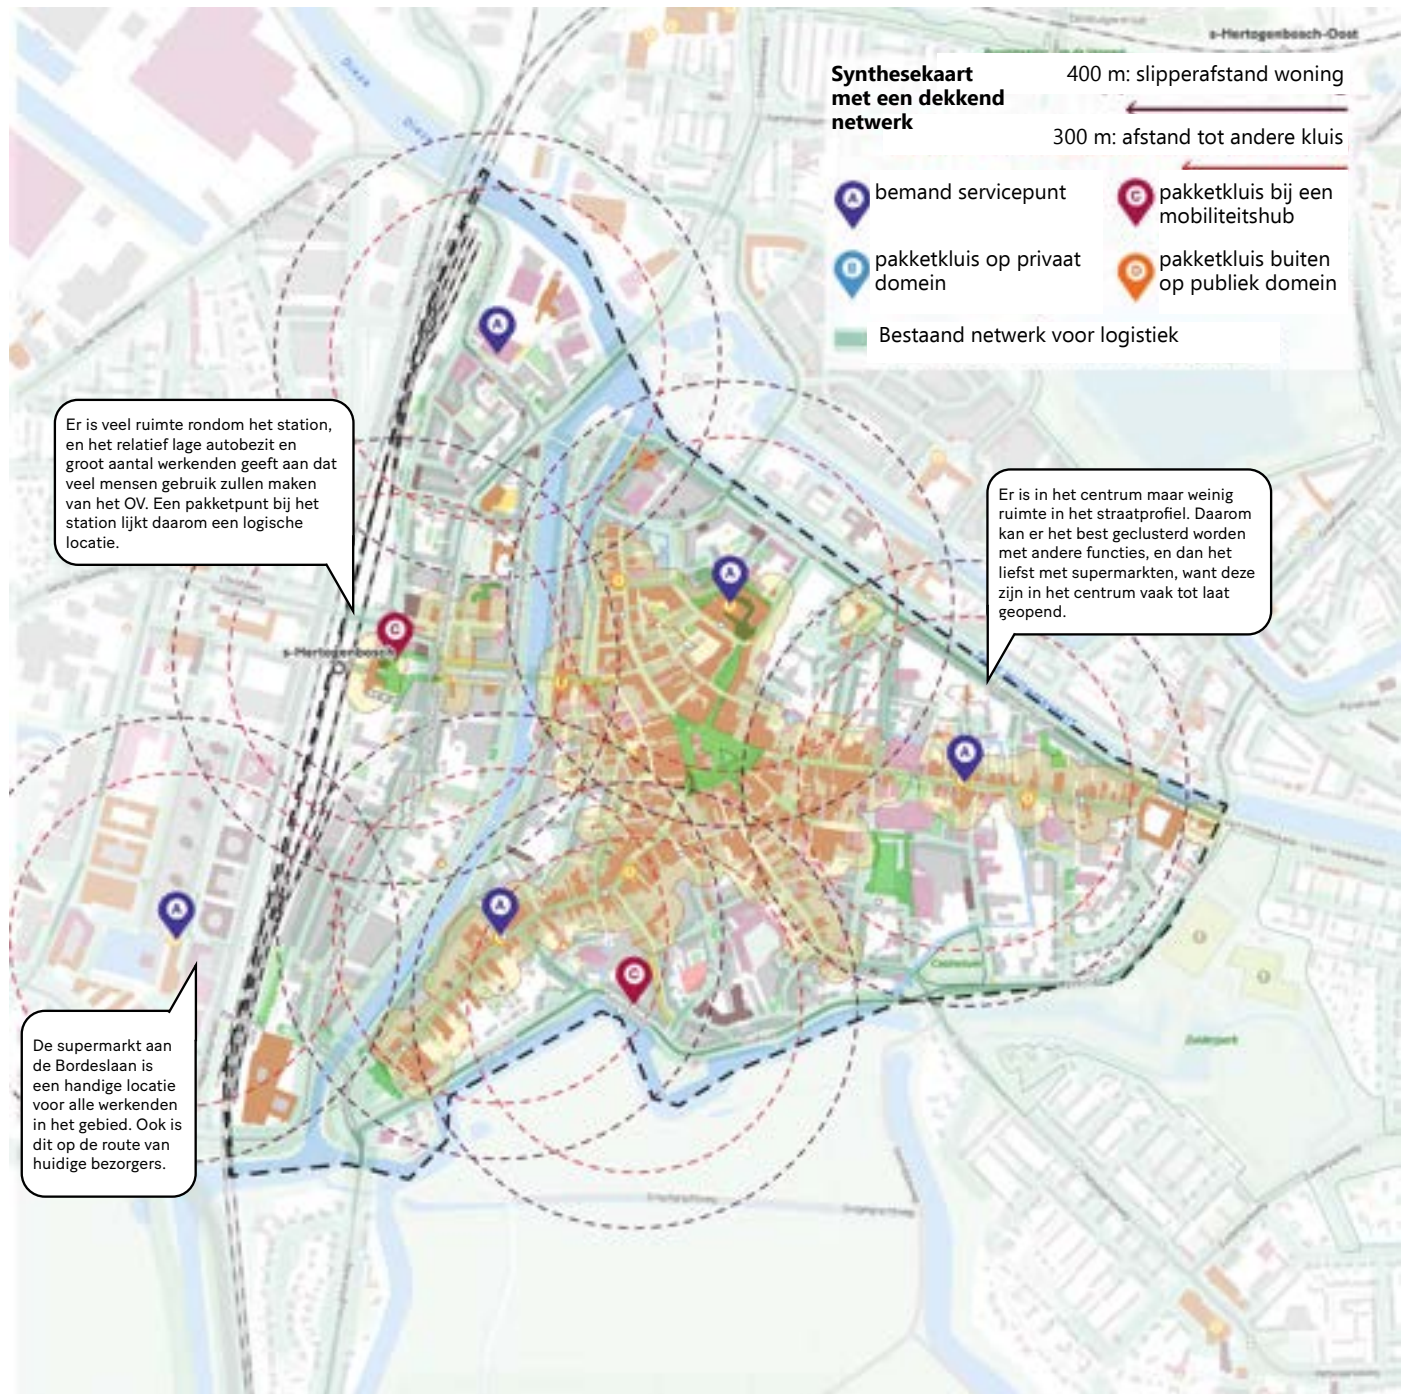 s-Hertogenbosch-Oost
Synthesekaart
met een dekkend
netwerk
400 m: slipperafstand woning
300 m: afstand tot andere kluis
A
bemand servicepunt
C
pakketkluis bij een
mobiliteitshub
B
pakketkluis op privaat
domein
D
pakketkluis buiten
op publiek domein
Bestaand netwerk voor logistiek
Dieze
A
Er is veel ruimte rondom het station,
en het relatief lage autobezit en
groot aantal werkenden geeft aan dat
veel mensen gebruik zullen maken
van het OV. Een pakketpunt bij het
station lijkt daarom een logische
locatie.
Er is in het centrum maar weinig
ruimte in het straatprofiel. Daarom
kan er het best geclusterd worden
met andere functies, en dan het
liefst met supermarkten, want deze
zijn in het centrum vaak tot laat
geopend.
A
C
s-Hertogenbosch
A
A
A
C
De supermarkt aan
de Bordeslaan is
een handige locatie
voor alle werkenden
in het gebied. Ook is
dit op de route van
huidige bezorgers.
Zuiderpark